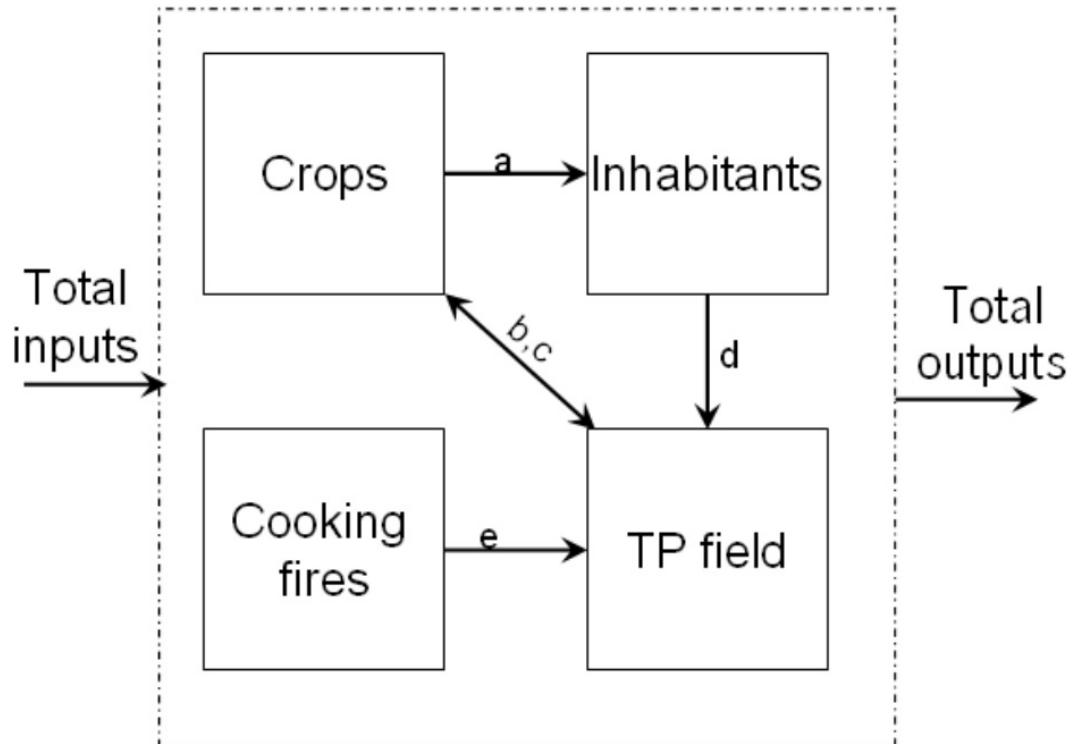 Crops
a
Inhabitants
Total
inputs
b,c
d
Total
outputs
Cooking
fires
e
TP field